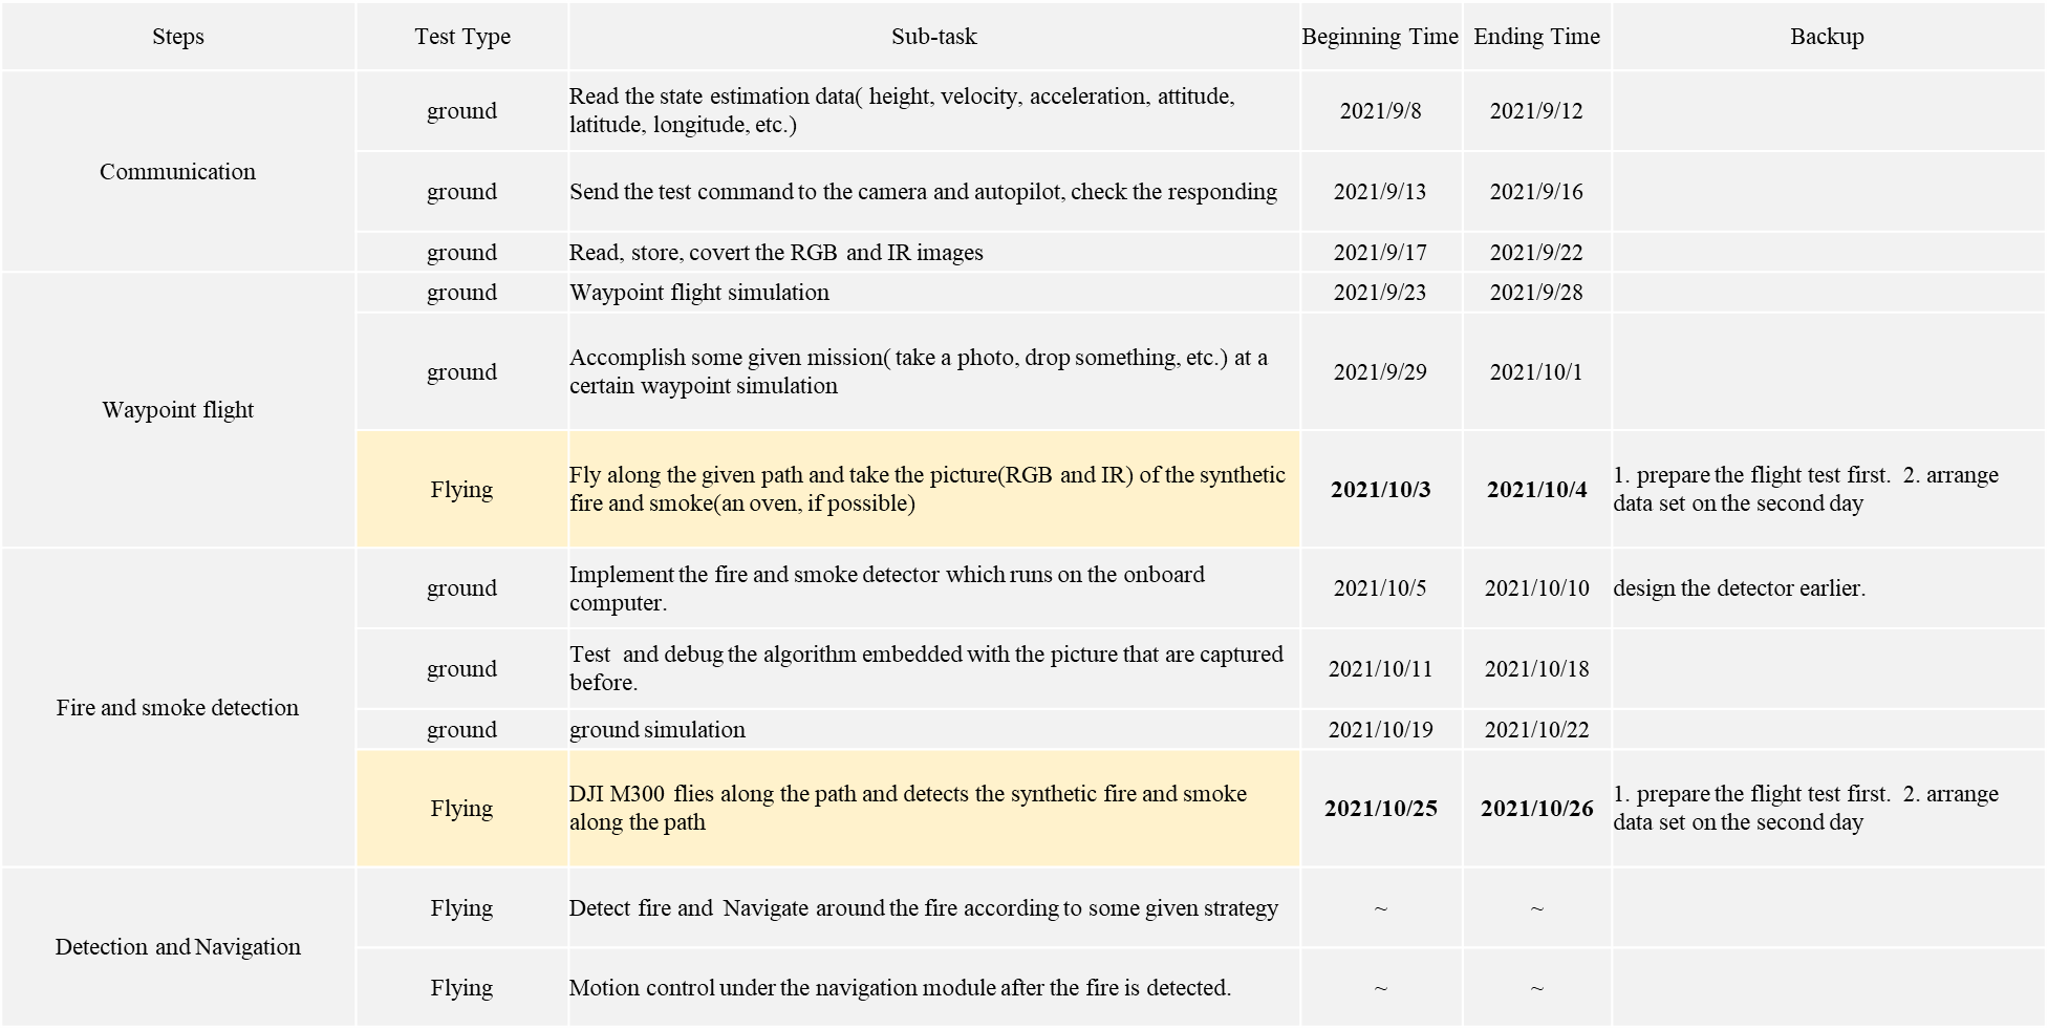 Steps Test Type Sub-task Beginning Time Ending Time Backup
Communication
ground
Read the state estimation data( height, velocity, acceleration, attitude,
latitude, longitude, etc.)
2021/9/8 2021/9/12
ground Send the test command to the camera and autopilot, check the responding 2021/9/13 2021/9/16
ground Read, store, covert the RGB and IR images 2021/9/17 2021/9/22
Waypoint flight
ground Waypoint flight simulation 2021/9/23 2021/9/28
ground
Accomplish some given mission( take a photo, drop something, etc.) at a
certain waypoint simulation
2021/9/29 2021/10/1
Flying
Fly along the given path and take the picture(RGB and IR) of the synthetic
fire and smoke(an oven, if possible)
2021/10/3 2021/10/4
1. prepare the flight test first. 2. arrange
data set on the second day
Fire and smoke detection
ground
Implement the fire and smoke detector which runs on the onboard
computer.
2021/10/5 2021/10/10 design the detector earlier.
ground
Test and debug the algorithm embedded with the picture that are captured
before.
2021/10/11 2021/10/18
ground ground simulation 2021/10/19 2021/10/22
Flying
DJI M300 flies along the path and detects the synthetic fire and smoke
along the path
2021/10/25 2021/10/26
1. prepare the flight test first. 2. arrange
data set on the second day
Detection and Navigation
Flying Detect fire and Navigate around the fire according to some given strategy ~ ~
Flying Motion control under the navigation module after the fire is detected. ~ ~